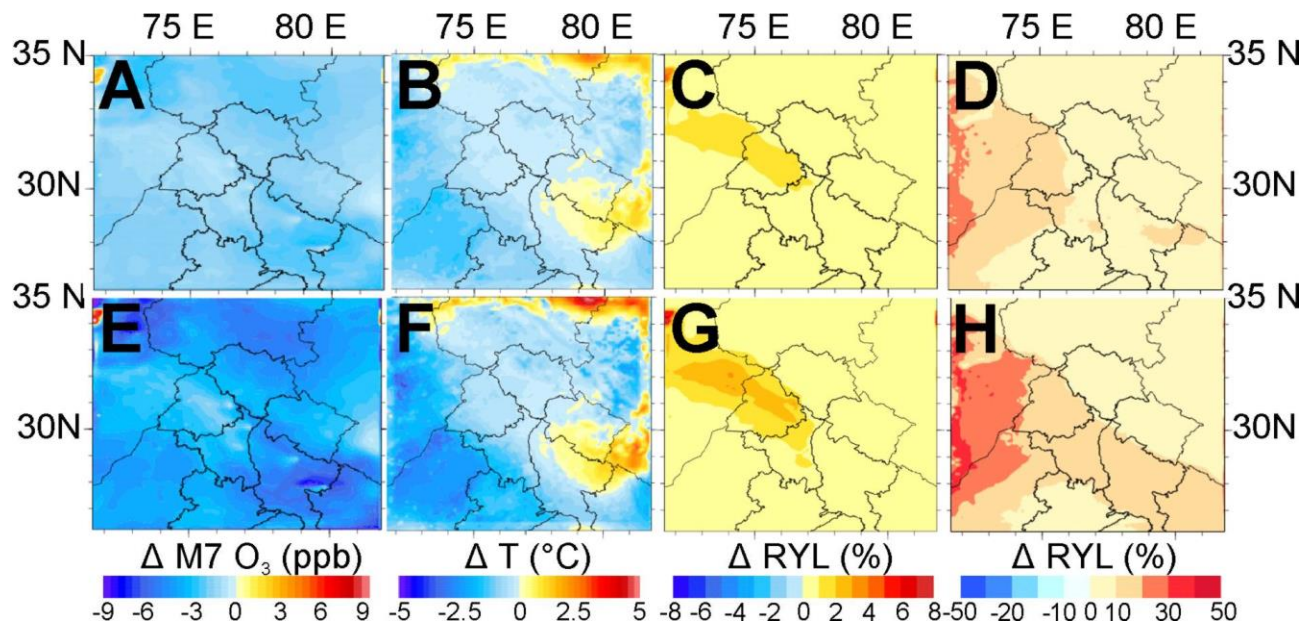 75 E 80 E 75 E 80 E 75 E 80 E 75 E 80 E
35 N A B C D 35 N
30N 30N
35 N E F G H 35 N
30N 30N
Δ M7 O₃ (ppb) Δ T (°C) Δ RYL (%) Δ RYL (%)
-9 -6 -3 0 3 6 9 -5 -2.5 0 2.5 5 -8 -6 -4 -2 0 2 4 6 8 -50 -20 -10 0 10 30 50